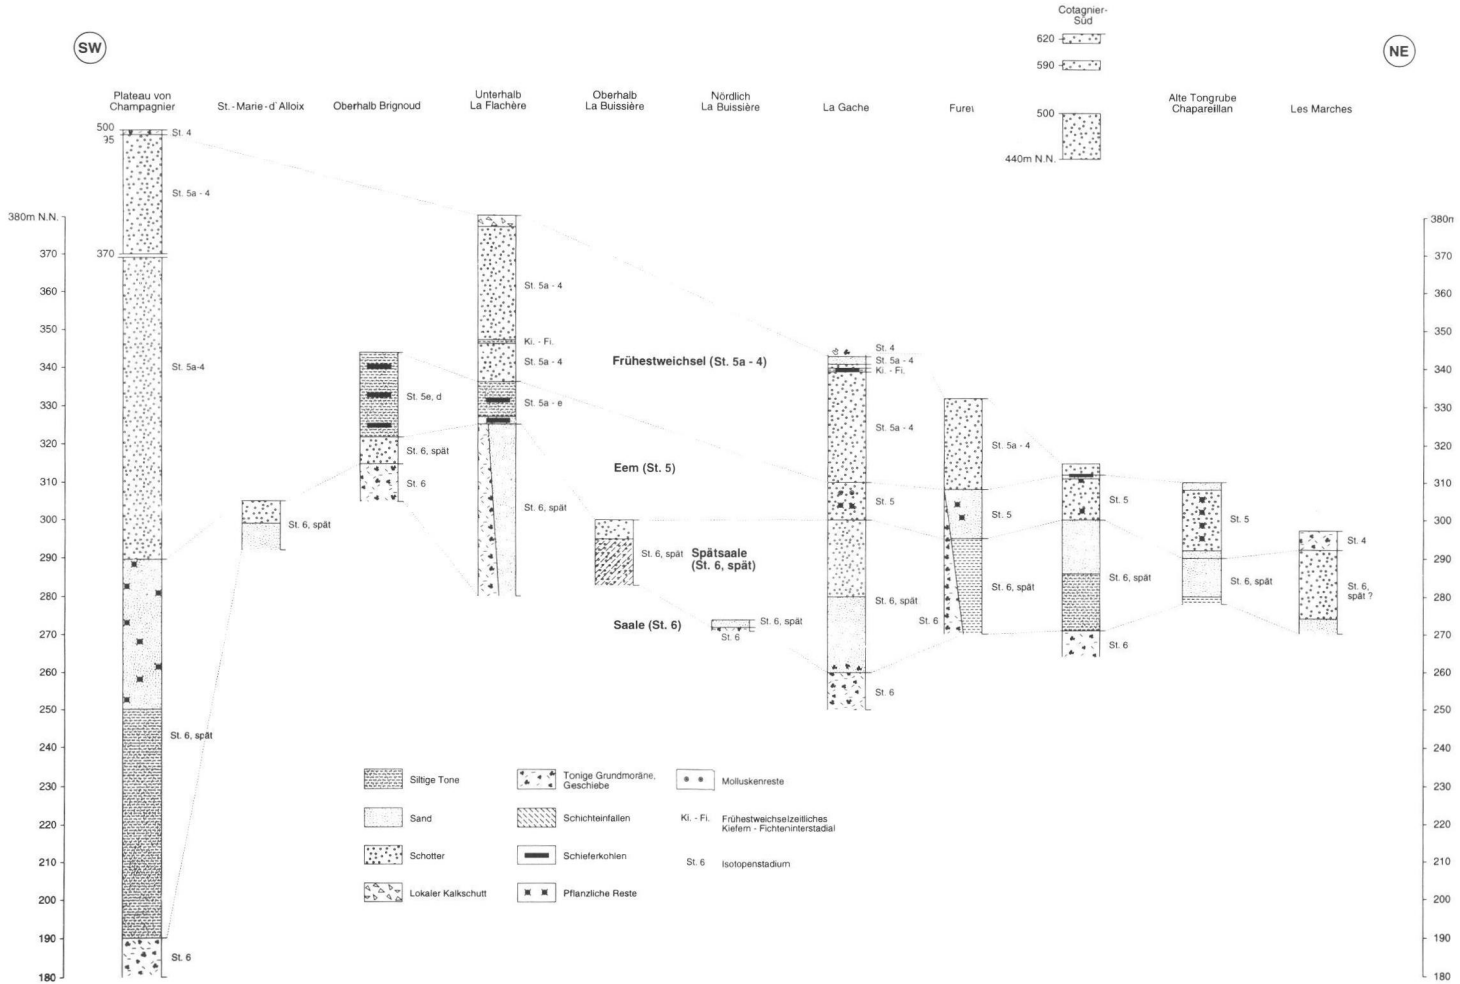 Cotagnier-
Süd
620
590
500
440m N.N.
SW
NE
Plateau von
Champagnier
St.-Marie-d'Alloix
Oberhalb Brignoud
Unterhalb
La Flachère
Oberhalb
La Buissière
Nördlich
La Buissière
La Gache
Alte Tongrube
Chapareillan
Les Marches
500
St. 4
St. 5a - 4
370
St. 5a-4
St. 6, spät
St. 6
St. 6, spät
St. 5e, d
St. 6, spät
St. 6
St. 5a - 4
Ki. - Fi.
St. 5a - 4
St. 5a - e
St. 6, spät
St. 6, spät
St. 6, spät
St. 6
St. 4
St. 5a - 4
Ki. - Fi.
St. 5a - 4
St. 5
St. 6, spät
St. 6
St. 5a - 4
St. 5
St. 6, spät
St. 6
St. 5
St. 6, spät
St. 6
St. 5
St. 6, spät
St. 4
St. 6,
spät ?
Frühestweichsel (St. 5a - 4)
Eem (St. 5)
Spätsaale
(St. 6, spät)
Saale (St. 6)
380m N.N.
370
360
350
340
330
320
310
300
290
280
270
260
250
240
230
220
210
200
190
180
380m
370
360
350
340
330
320
310
300
290
280
270
260
250
240
230
220
210
200
190
180
Siltige Tone
Sand
Schotter
Lokaler Kalkschutt
Tonige Grundmoräne,
Geschiebe
Schichteinfallen
Schieferkohlen
Pflanzliche Reste
Molluskenreste
Ki. - Fi. Frühestweichselzeitliches
Kiefern - Fichteninterstadial
St. 6 Isotopenstadium